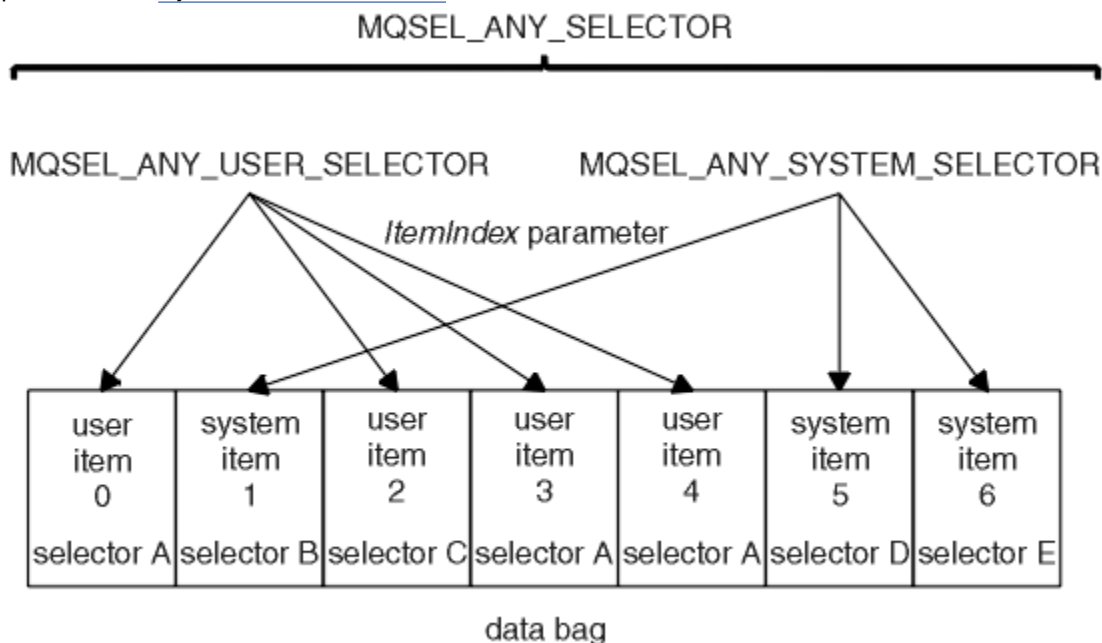 MQSEL_ANY_SELECTOR
MQSEL_ANY_USER_SELECTOR
MQSEL_ANY_SYSTEM_SELECTOR
ItemIndex parameter
user item 0 selector A
system item 1 selector B
user item 2 selector C
user item 3 selector A
user item 4 selector A
system item 5 selector D
system item 6 selector E
data bag